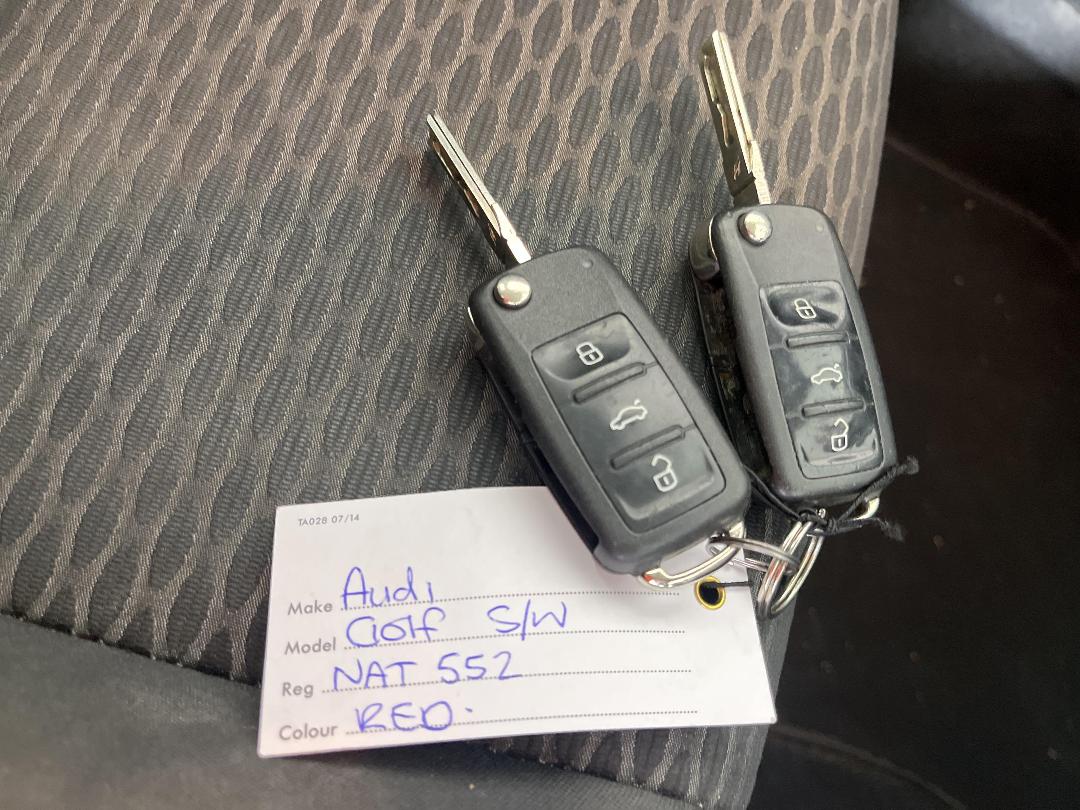 TA028 07/14
Make Audi
Model Golf S/W
Reg NAT 552
Colour RED.